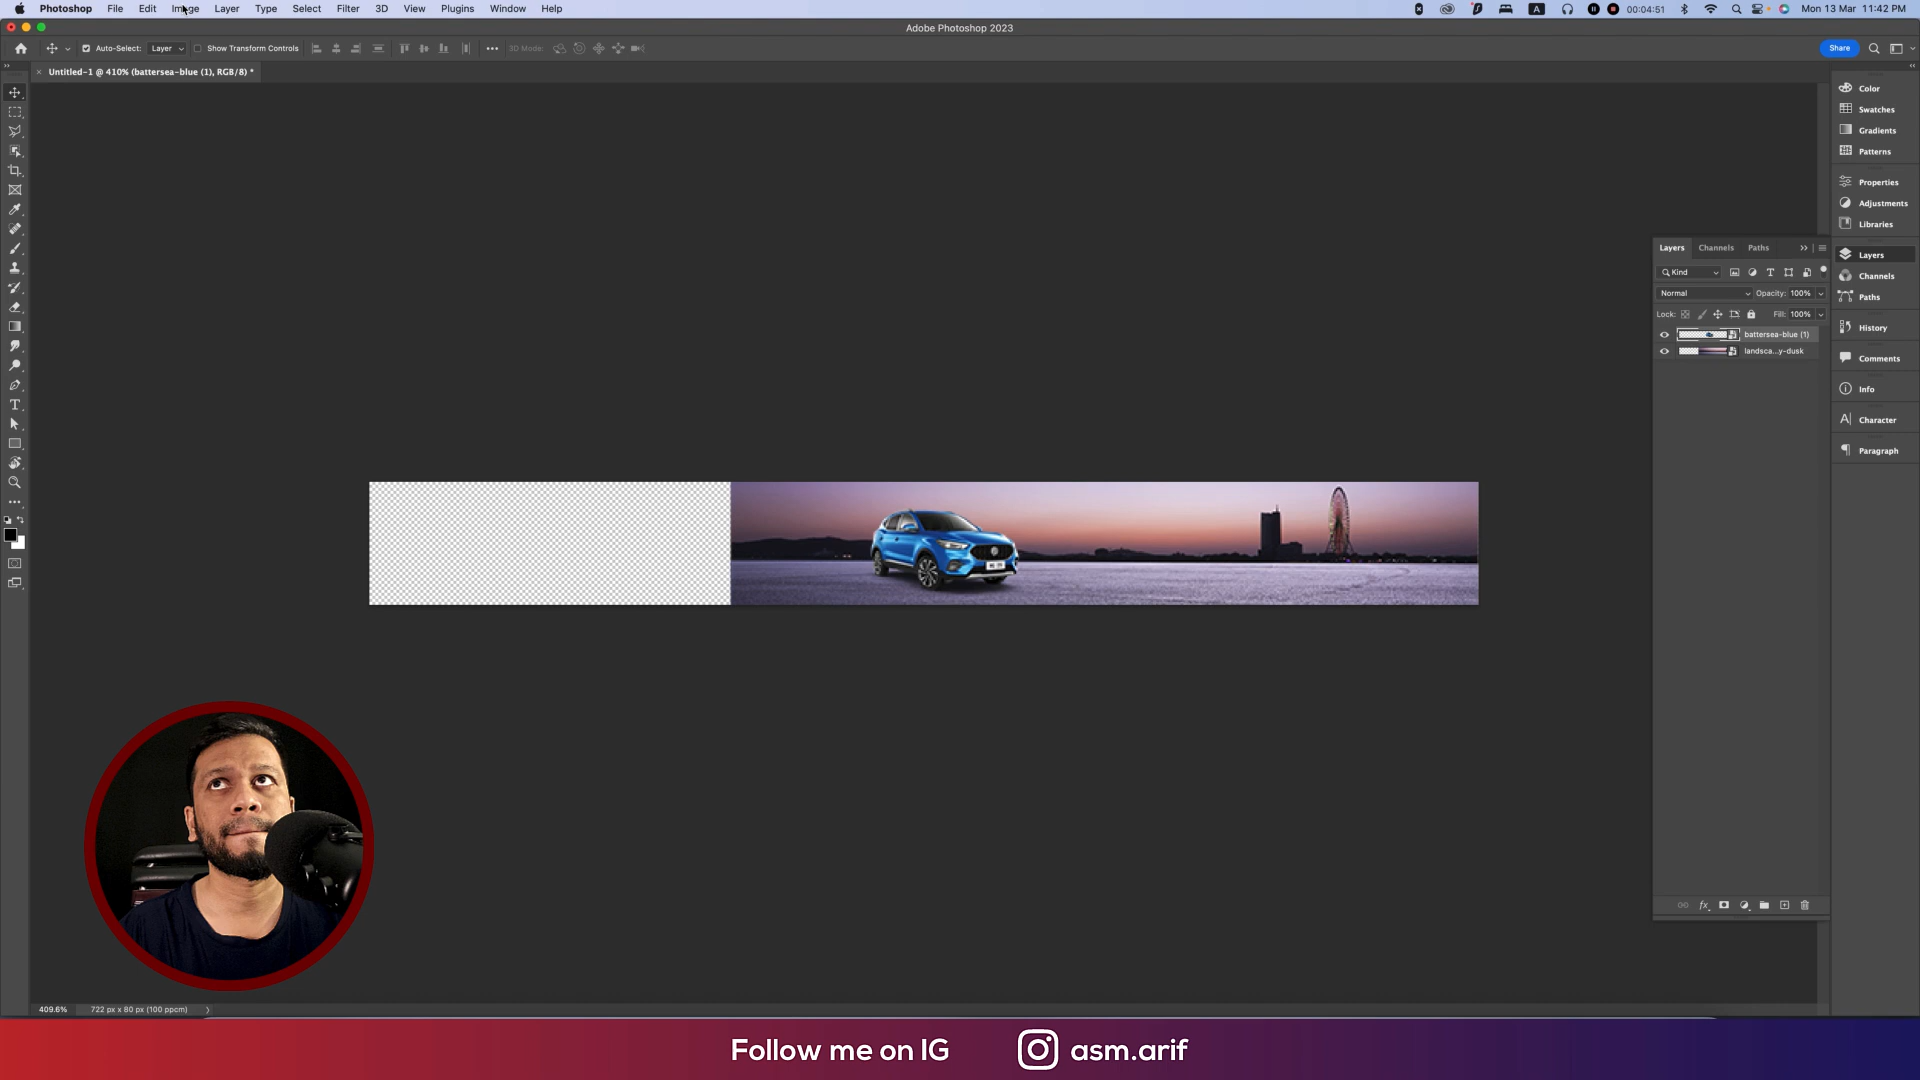 Photoshop File Edit Image Layer Type Select Filter 3D View Plugins Window Help 00:04:51 Mon 13 Mar 11:42 PM
Adobe Photoshop 2023
Auto-Select: Layer Show Transform Controls 3D Mode: Share
Untitled-1 @ 410% (battersea-blue (1), RGB/8) *
Color
Swatches
Gradients
Patterns
Properties
Adjustments
Libraries
Layers
Channels
Paths
History
Comments
Info
Character
Paragraph
Layers Channels Paths
Kind
Normal Opacity: 100%
Lock: Fill: 100%
battersea-blue (1)
landsca...y-dusk
409.6% 722 px x 80 px (100 ppcm)
Follow me on IG asm.arif